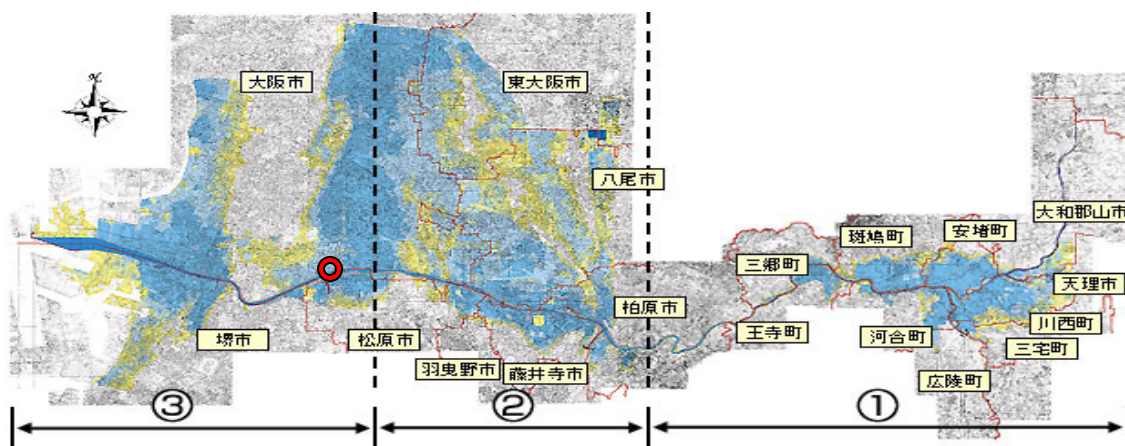 N
大阪市
東大阪市
八尾市
大和郡山市
斑鳩町
安堵町
三郷町
天理市
柏原市
川西町
堺市
松原市
王寺町
河合町
三宅町
羽曳野市
藤井寺市
広陵町
③
②
①